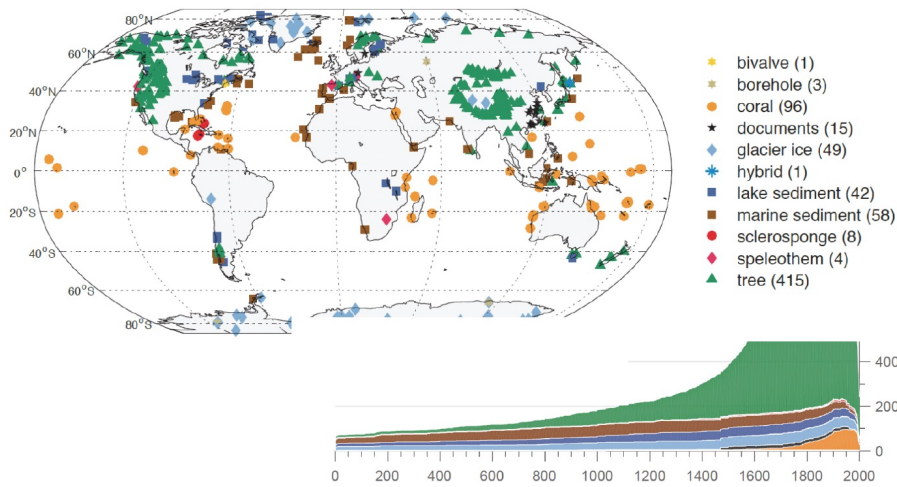 80°N
60°N
40°N
20°N
0°
20°S
40°S
60°S
80°S
bivalve (1)
borehole (3)
coral (96)
documents (15)
glacier ice (49)
hybrid (1)
lake sediment (42)
marine sediment (58)
sclerosponge (8)
speleothem (4)
tree (415)
400
200
0
0 200 400 600 800 1000 1200 1400 1600 1800 2000